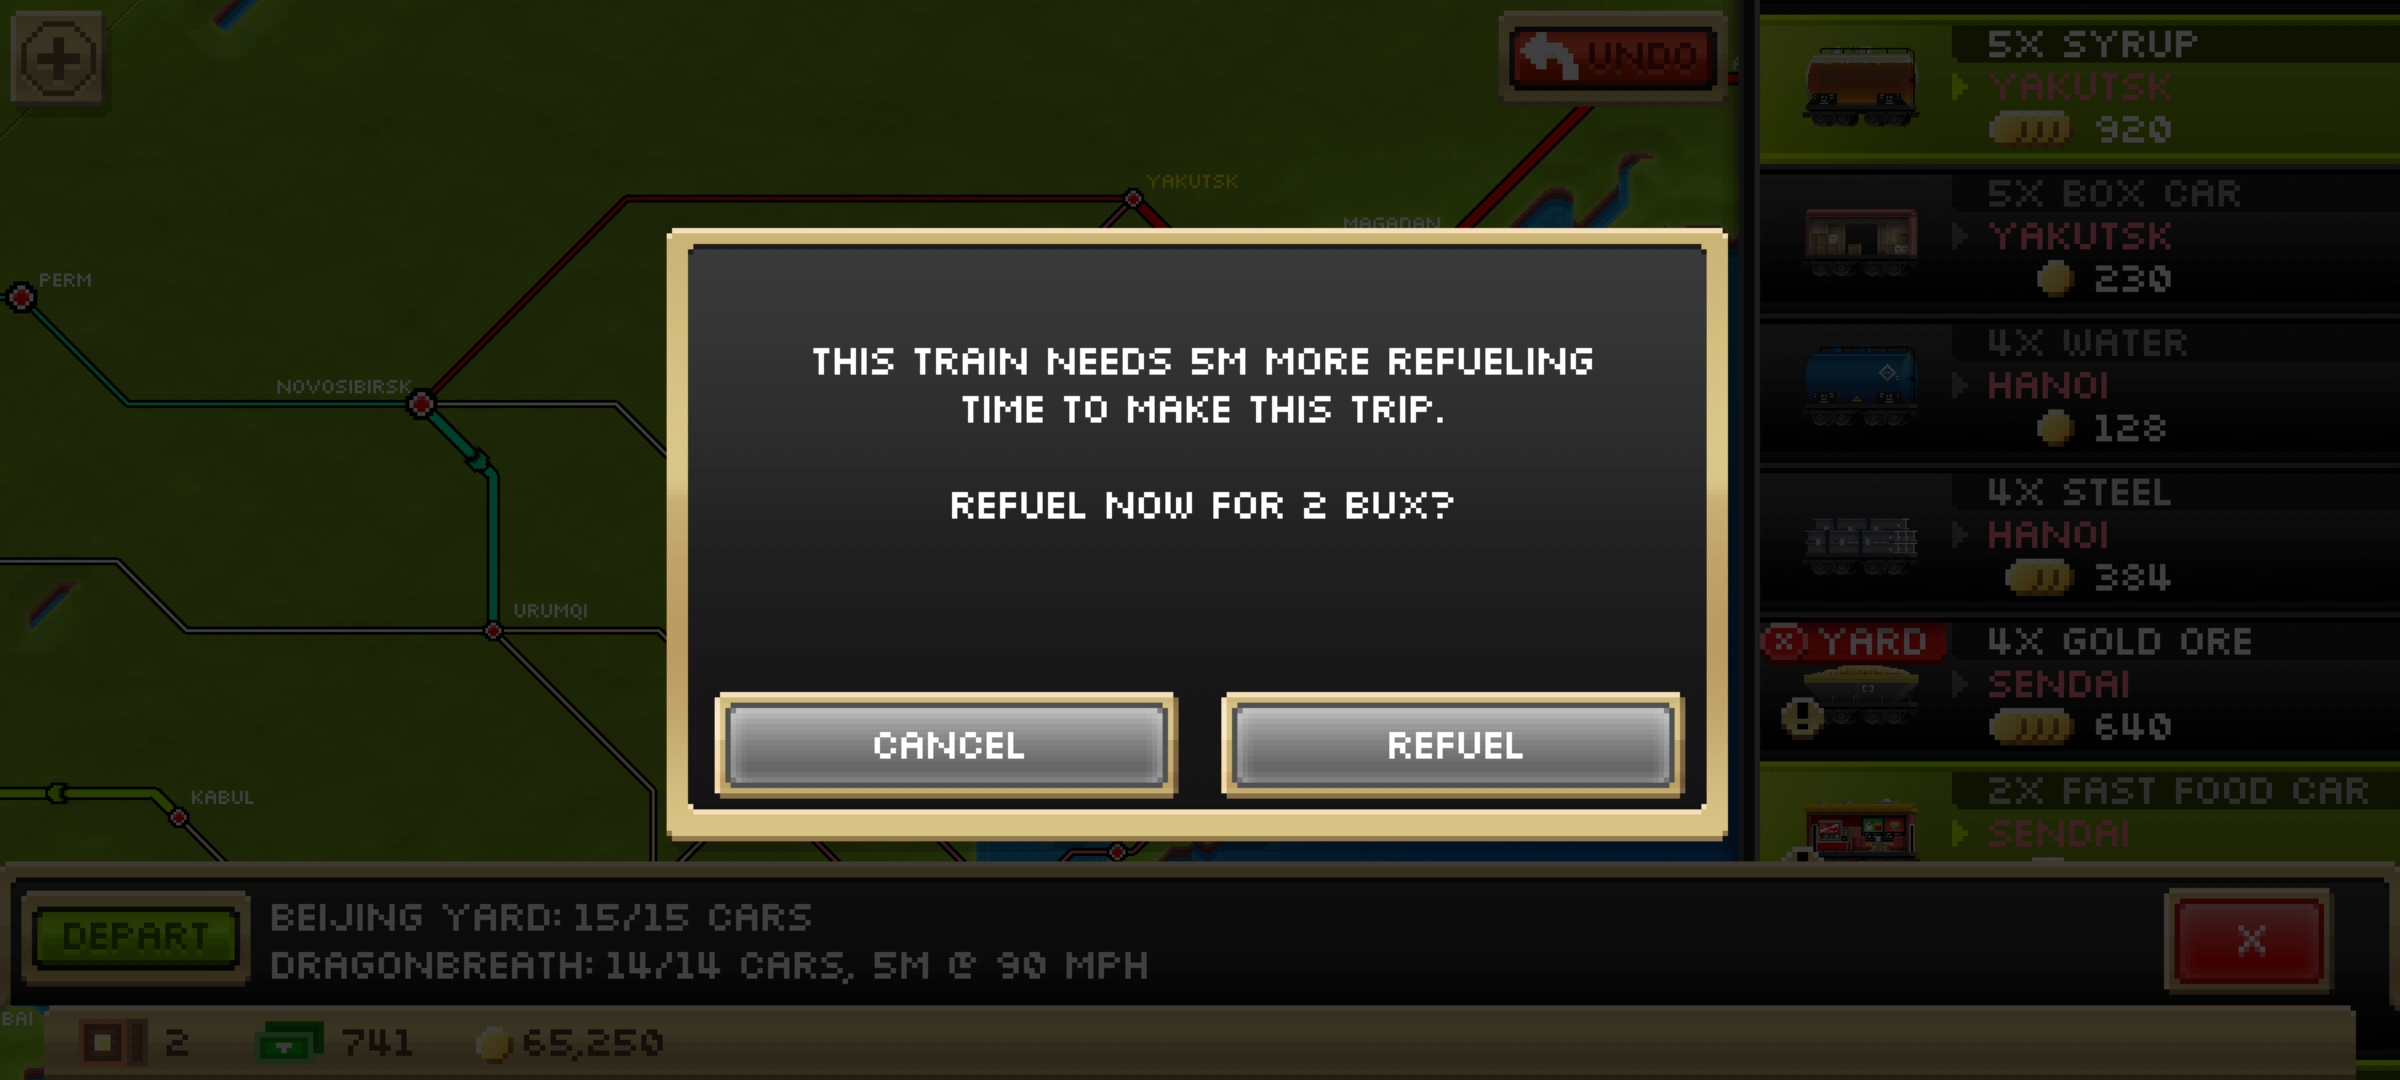 UNDO
YAKUTSK
MAGADAN
PERM
NOVOSIBIRSK
URUMQI
KABUL
THIS TRAIN NEEDS 5M MORE REFUELING
TIME TO MAKE THIS TRIP.
REFUEL NOW FOR 2 BUX?
CANCEL
REFUEL
5X SYRUP
YAKUTSK
920
5X BOX CAR
YAKUTSK
230
4X WATER
HANOI
128
4X STEEL
HANOI
384
YARD
4X GOLD ORE
SENDAI
640
2X FAST FOOD CAR
SENDAI
DEPART
BEIJING YARD: 15/15 CARS
DRAGONBREATH: 14/14 CARS, 5M @ 90 MPH
X
BAI
2
741
65,250